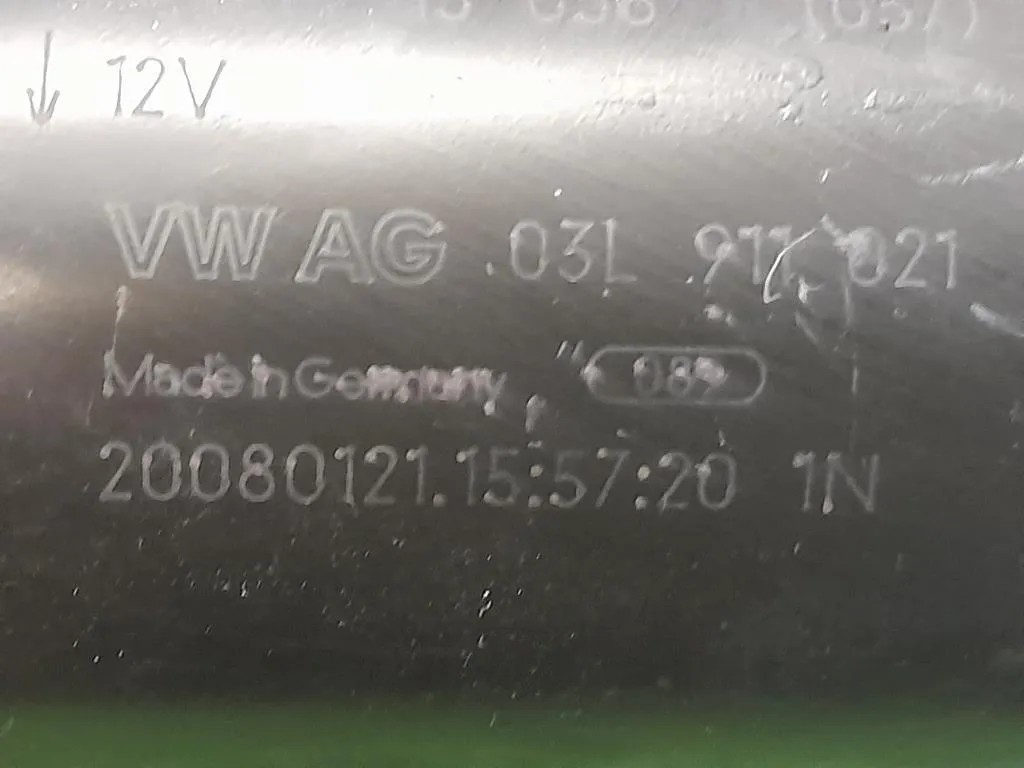 12V
VW AG 03L 911 021
Made in Germany 089
20080121.15:57:20 1N